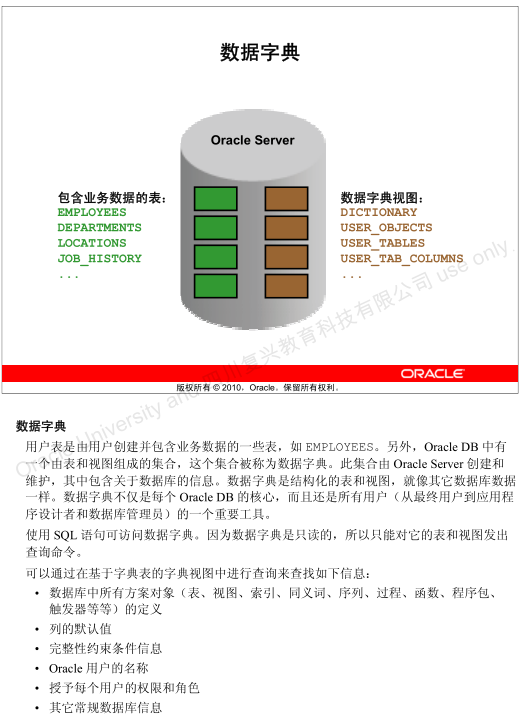 数据字典
Oracle Server
包含业务数据的表：
EMPLOYEES
DEPARTMENTS
LOCATIONS
JOB_HISTORY
...
数据字典视图：
DICTIONARY
USER_OBJECTS
USER_TABLES
USER_TAB_COLUMNS
...
ORACLE
版权所有 © 2010，Oracle。保留所有权利。
数据字典
用户表是由用户创建并包含业务数据的一些表，如 EMPLOYEES。另外，Oracle DB 中有
一个由表和视图组成的集合，这个集合被称为数据字典。此集合由 Oracle Server 创建和
维护，其中包含关于数据库的信息。数据字典是结构化的表和视图，就像其它数据库数据
一样。数据字典不仅是每个 Oracle DB 的核心，而且还是所有用户（从最终用户到应用程
序设计者和数据库管理员）的一个重要工具。
使用 SQL 语句可访问数据字典。因为数据字典是只读的，所以只能对它的表和视图发出
查询命令。
可以通过在基于字典表的字典视图中进行查询来查找如下信息：
• 数据库中所有方案对象（表、视图、索引、同义词、序列、过程、函数、程序包、
触发器等等）的定义
• 列的默认值
• 完整性约束条件信息
• Oracle 用户的名称
• 授予每个用户的权限和角色
• 其它常规数据库信息
Oracle University and 四川复兴教育科技有限公司 use only